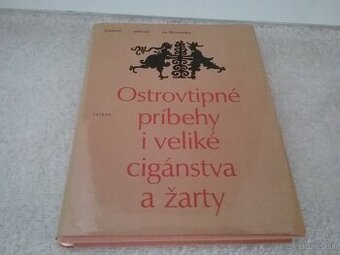 Ostrovtipné
príbehy
i veliké
cigánstva
a žarty